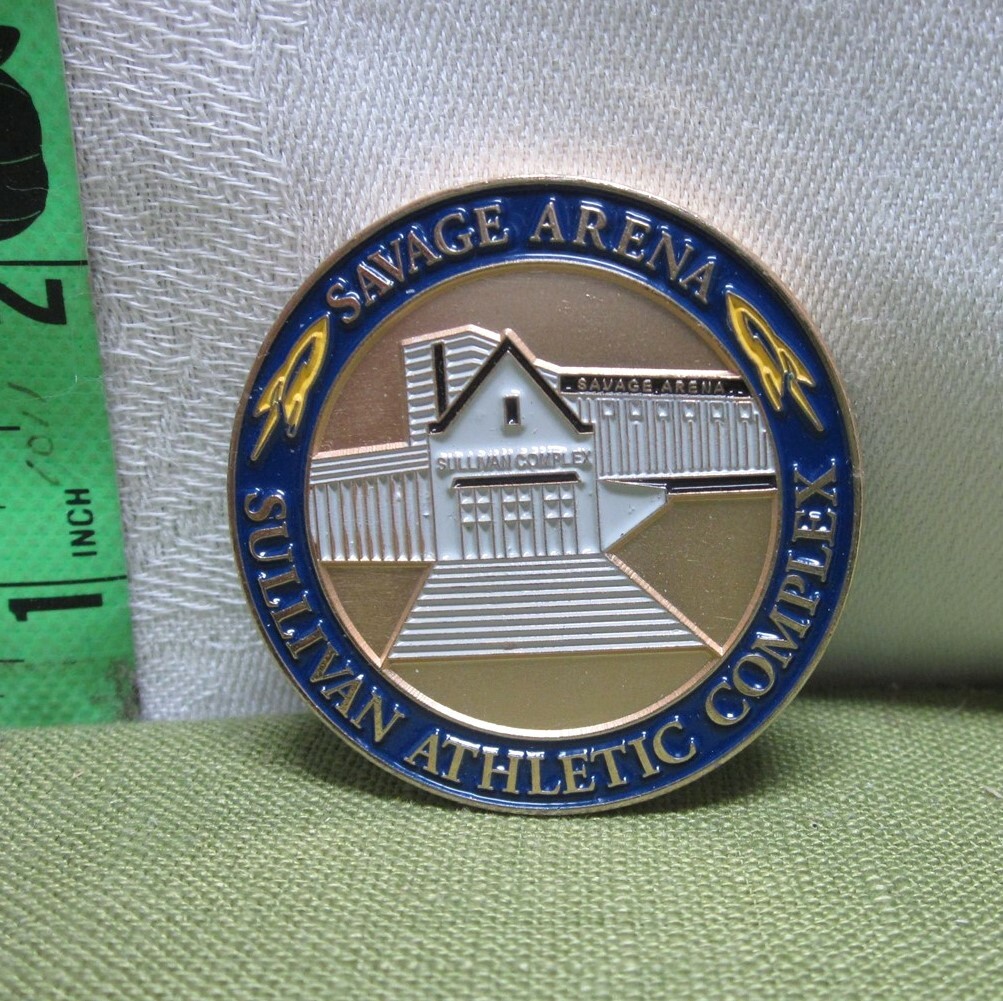 SAVAGE ARENA
SAVAGE ARENA
SULLIVAN COMPLEX
SULLIVAN ATHLETIC COMPLEX
2
INCH
1